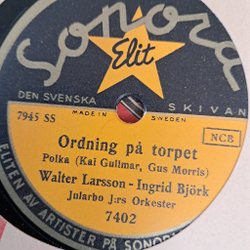 Sonora
Elit
DEN SVENSKA SKIVAN
MADE IN SWEDEN
7945 SS
NCB
Ordning på torpet
Polka (Kai Gullmar, Gus Morris)
Walter Larsson - Ingrid Björk
Jularbo j:rs Orkester
7402
ELITEN AV ARTISTER PÅ SONORA